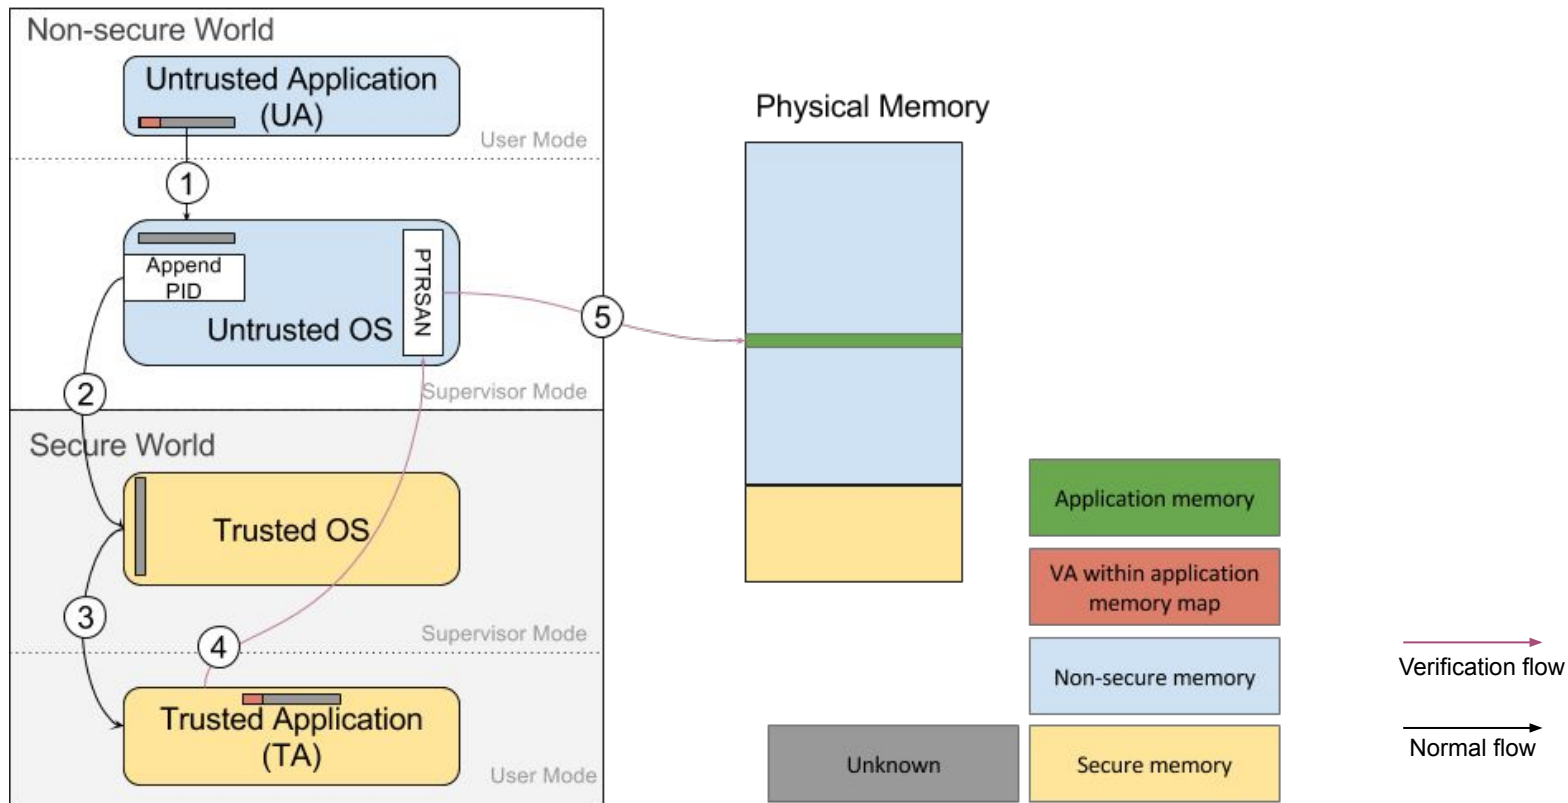 Non-secure World
Untrusted Application
(UA)
User Mode
1
Append
PID
PTRSAN
Untrusted OS
Supervisor Mode
2
Secure World
Trusted OS
3
Supervisor Mode
4
Trusted Application
(TA)
User Mode
5
Physical Memory
Application memory
VA within application
memory map
Non-secure memory
Unknown
Secure memory
Verification flow
Normal flow